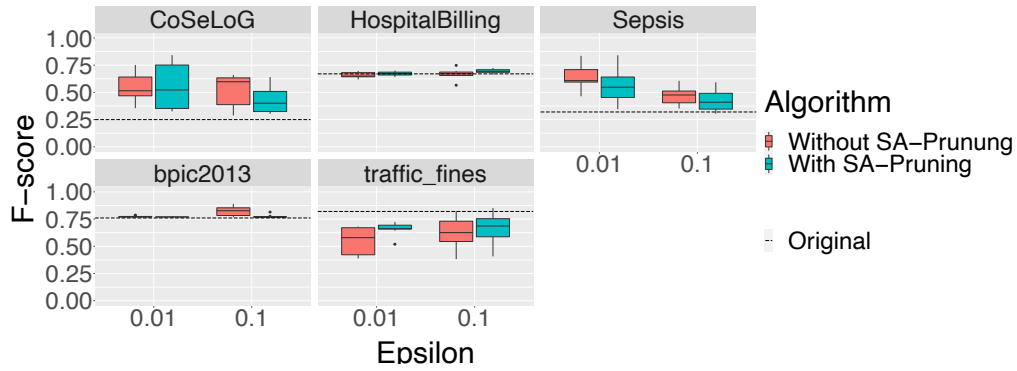 CoSeLoG HospitalBilling Sepsis
1.00
0.75
0.50
0.25
0.00
0.01 0.1
bpic2013 traffic_fines
1.00
0.75
0.50
0.25
0.00
0.01 0.1 0.01 0.1
F-score
Epsilon
Algorithm
Without SA-Prunung
With SA-Pruning
Original